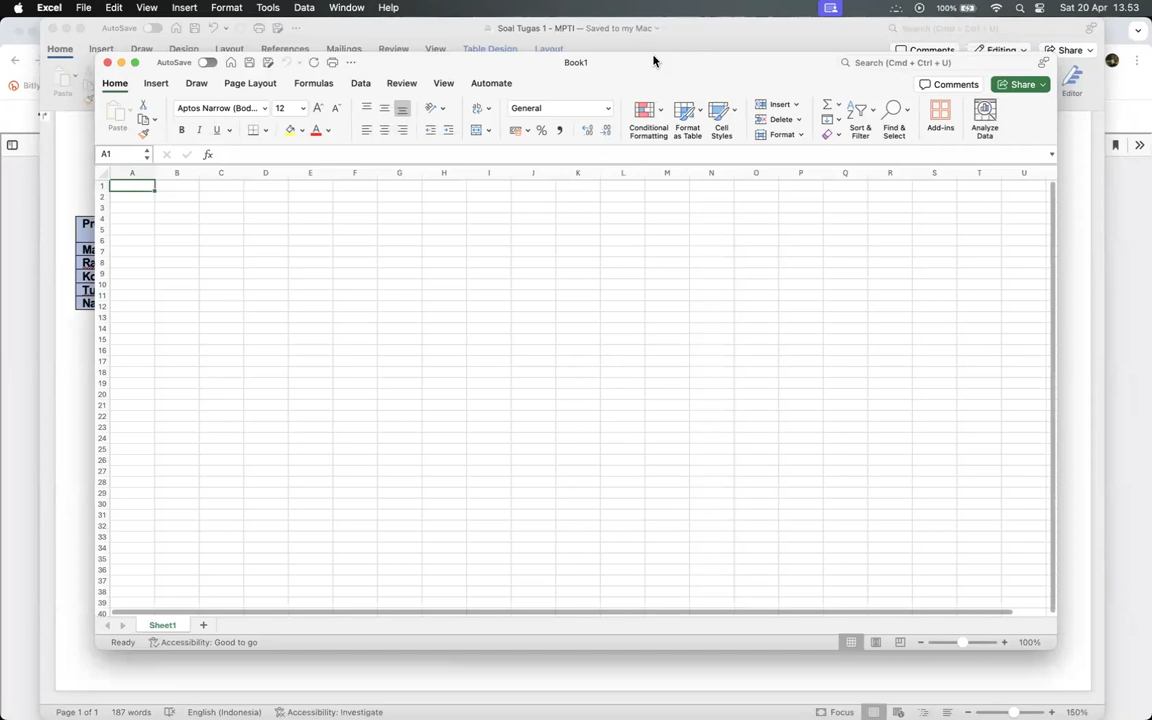 Excel File Edit View Insert Format Tools Data Window Help 100% Sat 20 Apr 13.53
AutoSave Soal Tugas 1 - MPTI — Saved to my Mac Search (Cmd + Ctrl + U)
Home Insert Draw Design Layout References Mailings Review View Table Design Layout Comments Editing Share
AutoSave Book1 Search (Cmd + Ctrl + U)
Home Insert Draw Page Layout Formulas Data Review View Automate Comments Share
Bitly
Paste Editor
Paste Aptos Narrow (Bod... 12 A A General Insert
B I U A % Delete
Format
Conditional Formatting
Format as Table
Cell Styles
Sort & Filter
Find & Select
Add-ins
Analyze Data
A1 fx
A B C D E F G H I J K L M N O P Q R S T U
1
2
3
4
5
6
7
8
9
10
11
12
13
14
15
16
17
18
19
20
21
22
23
24
25
26
27
28
29
30
31
32
33
34
35
36
37
38
39
40
Sheet1 +
Ready Accessibility: Good to go 100%
Page 1 of 1 187 words English (Indonesia) Accessibility: Investigate Focus 150%